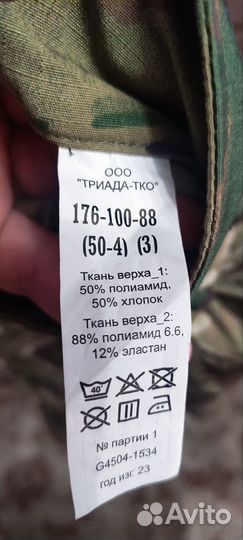 ООО
"ТРИАДА-ТКО"
176-100-88
(50-4) (3)
Ткань верха_1:
50% полиамид,
50% хлопок
Ткань верха_2:
88% полиамид 6.6,
12% эластан
40°
№ партии 1
G4504-1534
год изг. 23
Avito